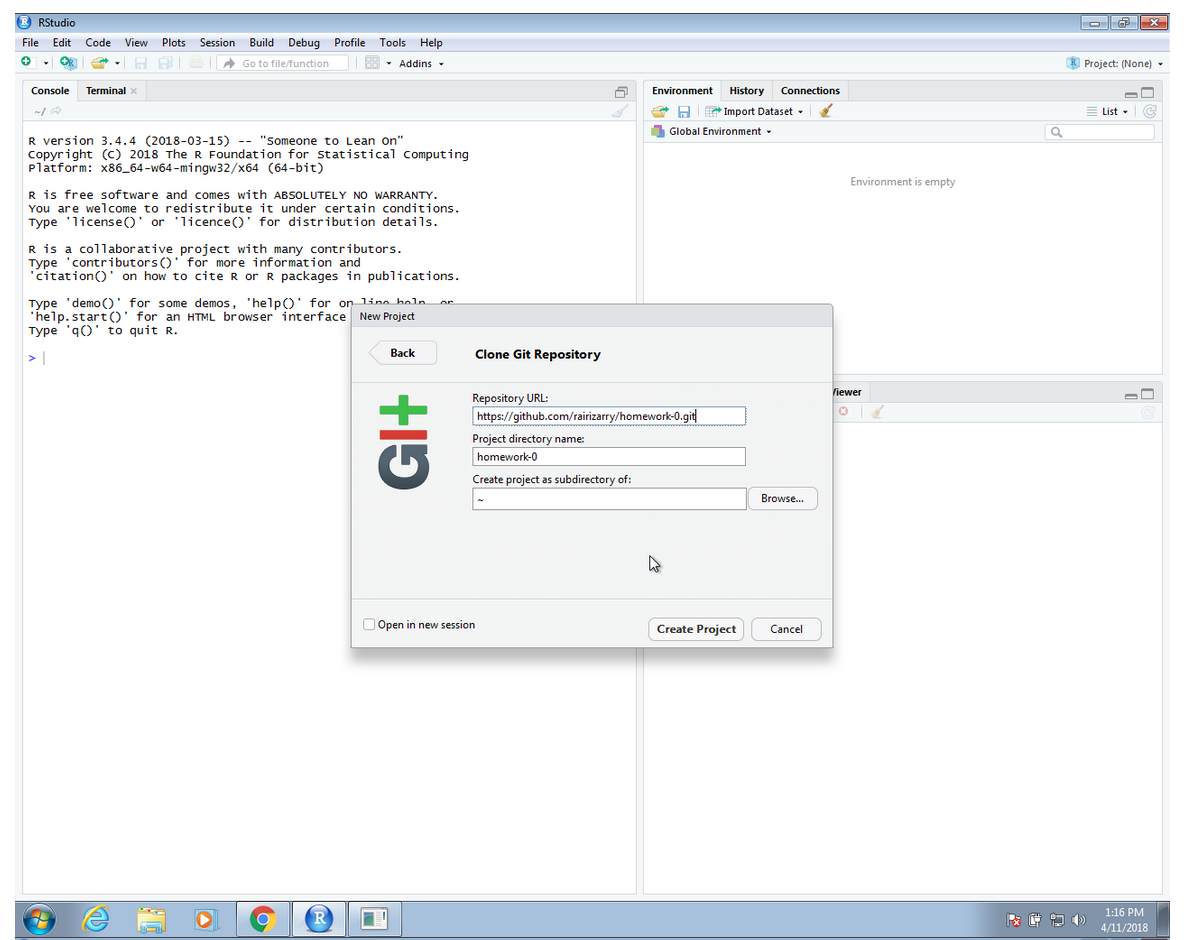 RStudio
File Edit Code View Plots Session Build Debug Profile Tools Help
Go to file/function Addins Project: (None)
Console Terminal
~/
R version 3.4.4 (2018-03-15) -- "Someone to Lean On"
Copyright (C) 2018 The R Foundation for Statistical Computing
Platform: x86_64-w64-mingw32/x64 (64-bit)
R is free software and comes with ABSOLUTELY NO WARRANTY.
You are welcome to redistribute it under certain conditions.
Type 'license()' or 'licence()' for distribution details.
R is a collaborative project with many contributors.
Type 'contributors()' for more information and
'citation()' on how to cite R or R packages in publications.
Type 'demo()' for some demos, 'help()' for on-line help, or
'help.start()' for an HTML browser interface
Type 'q()' to quit R.
>
Environment History Connections
Import Dataset List
Global Environment
Environment is empty
New Project
Back Clone Git Repository
GIT
Repository URL:
https://github.com/rairizarry/homework-0.git
Project directory name:
homework-0
Create project as subdirectory of:
~ Browse...
Open in new session Create Project Cancel
1:16 PM
4/11/2018